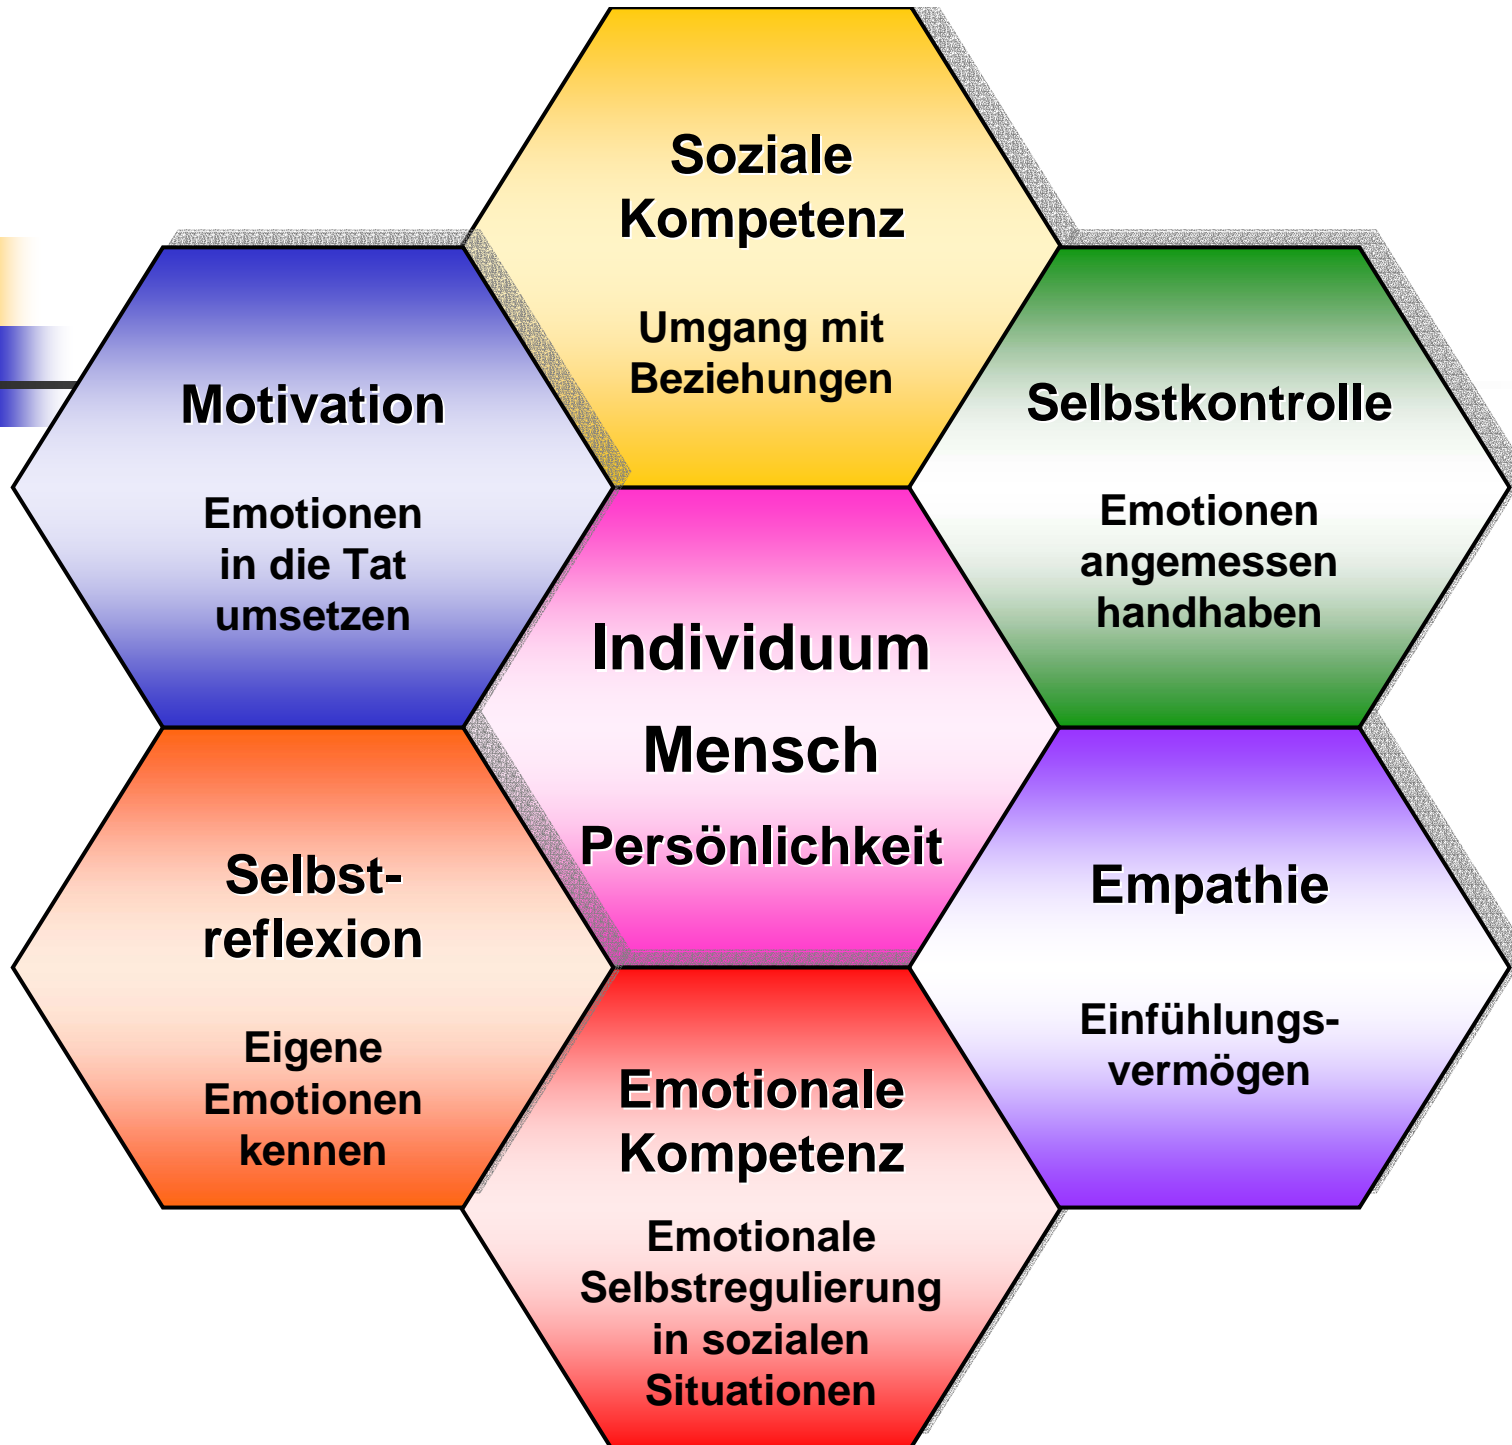 Soziale
Kompetenz
Umgang mit
Beziehungen
Motivation
Emotionen
in die Tat
umsetzen
Selbstkontrolle
Emotionen
angemessen
handhaben
Individuum
Mensch
Persönlichkeit
Selbst-
reflexion
Eigene
Emotionen
kennen
Empathie
Einfühlungs-
vermögen
Emotionale
Kompetenz
Emotionale
Selbstregulierung
in sozialen
Situationen